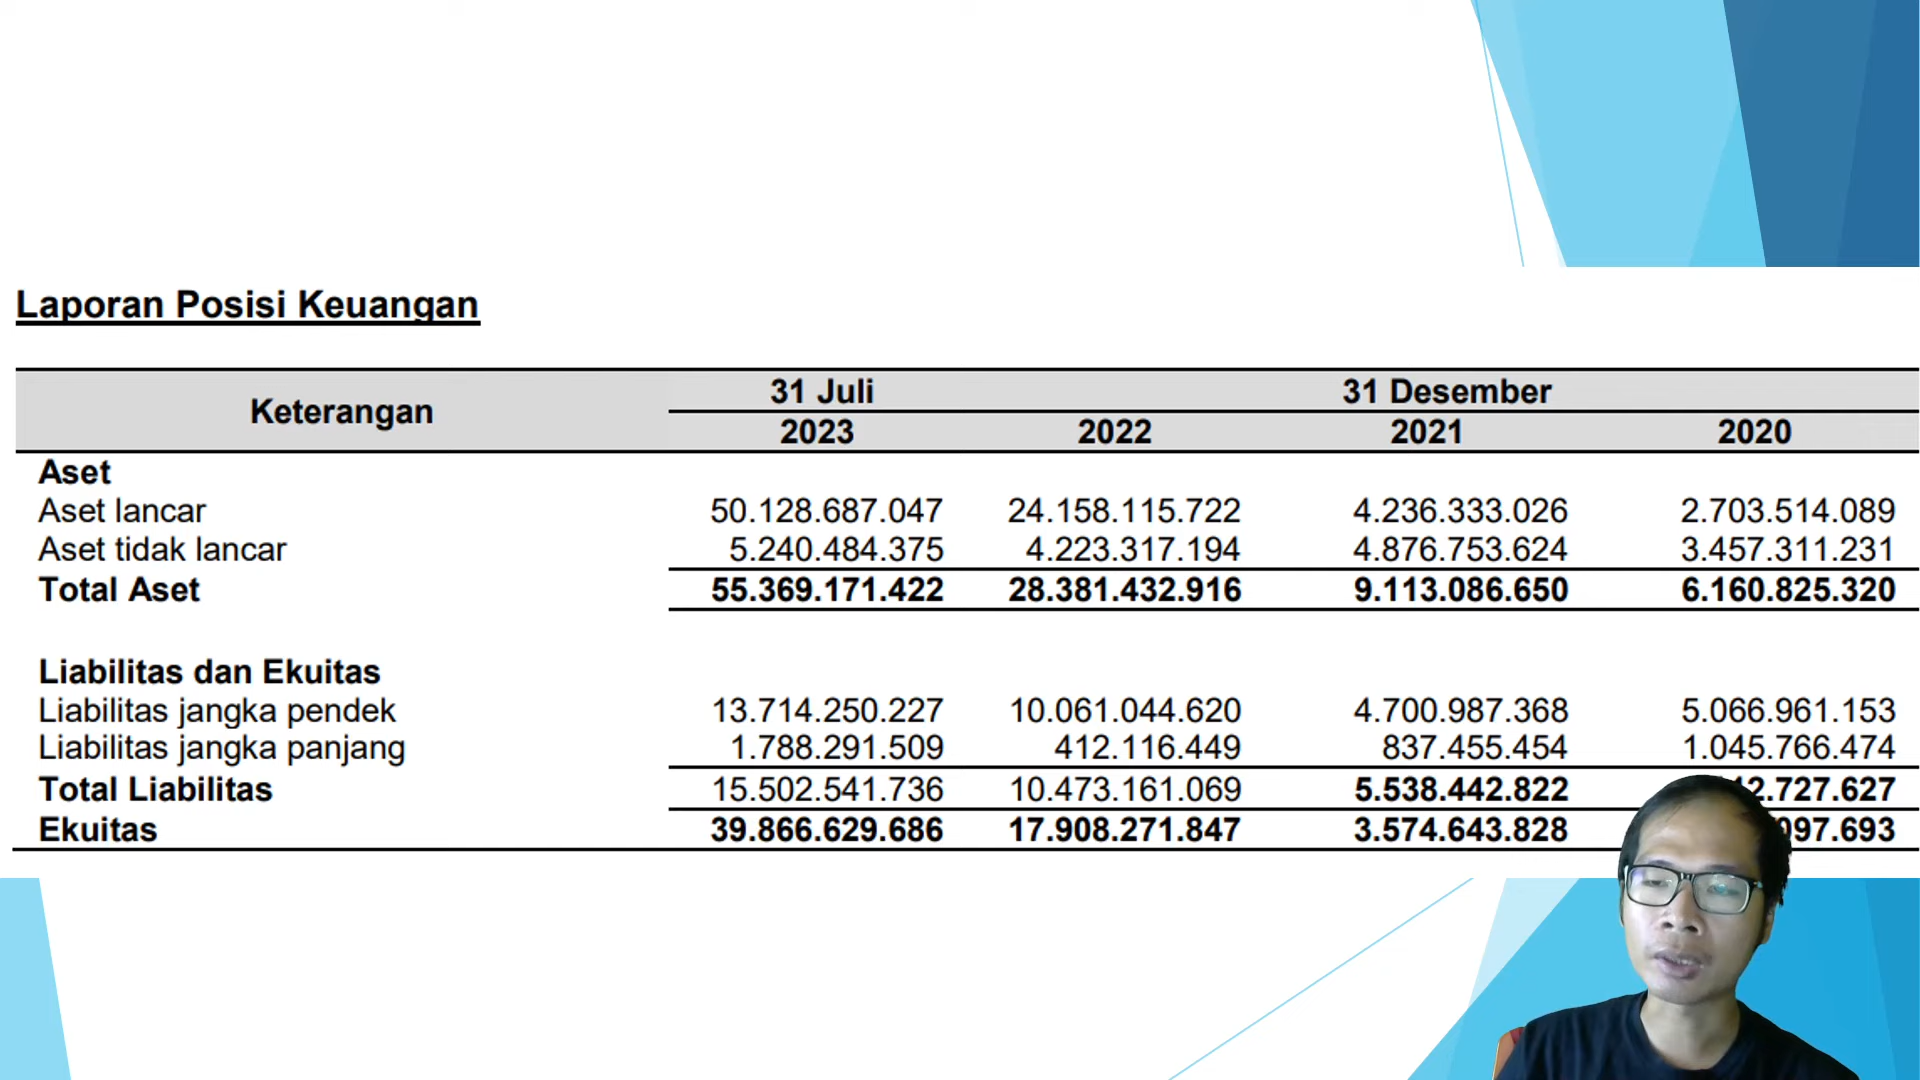 Laporan Posisi Keuangan
Keterangan 31 Juli 31 Desember
2023 2022 2021 2020
Aset
Aset lancar 50.128.687.047 24.158.115.722 4.236.333.026 2.703.514.089
Aset tidak lancar 5.240.484.375 4.223.317.194 4.876.753.624 3.457.311.231
Total Aset 55.369.171.422 28.381.432.916 9.113.086.650 6.160.825.320
Liabilitas dan Ekuitas
Liabilitas jangka pendek 13.714.250.227 10.061.044.620 4.700.987.368 5.066.961.153
Liabilitas jangka panjang 1.788.291.509 412.116.449 837.455.454 1.045.766.474
Total Liabilitas 15.502.541.736 10.473.161.069 5.538.442.822
Ekuitas 39.866.629.686 17.908.271.847 3.574.643.828